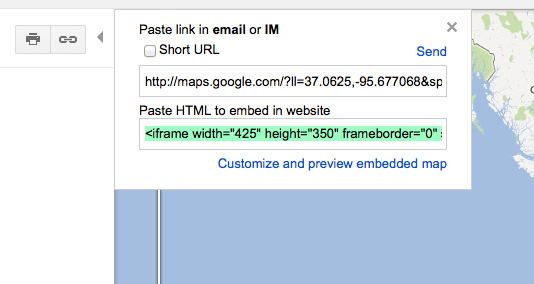 Paste link in email or IM
Short URL
Send
http://maps.google.com/?ll=37.0625,-95.677068&sp
Paste HTML to embed in website
<iframe width="425" height="350" frameborder="0"
Customize and preview embedded map